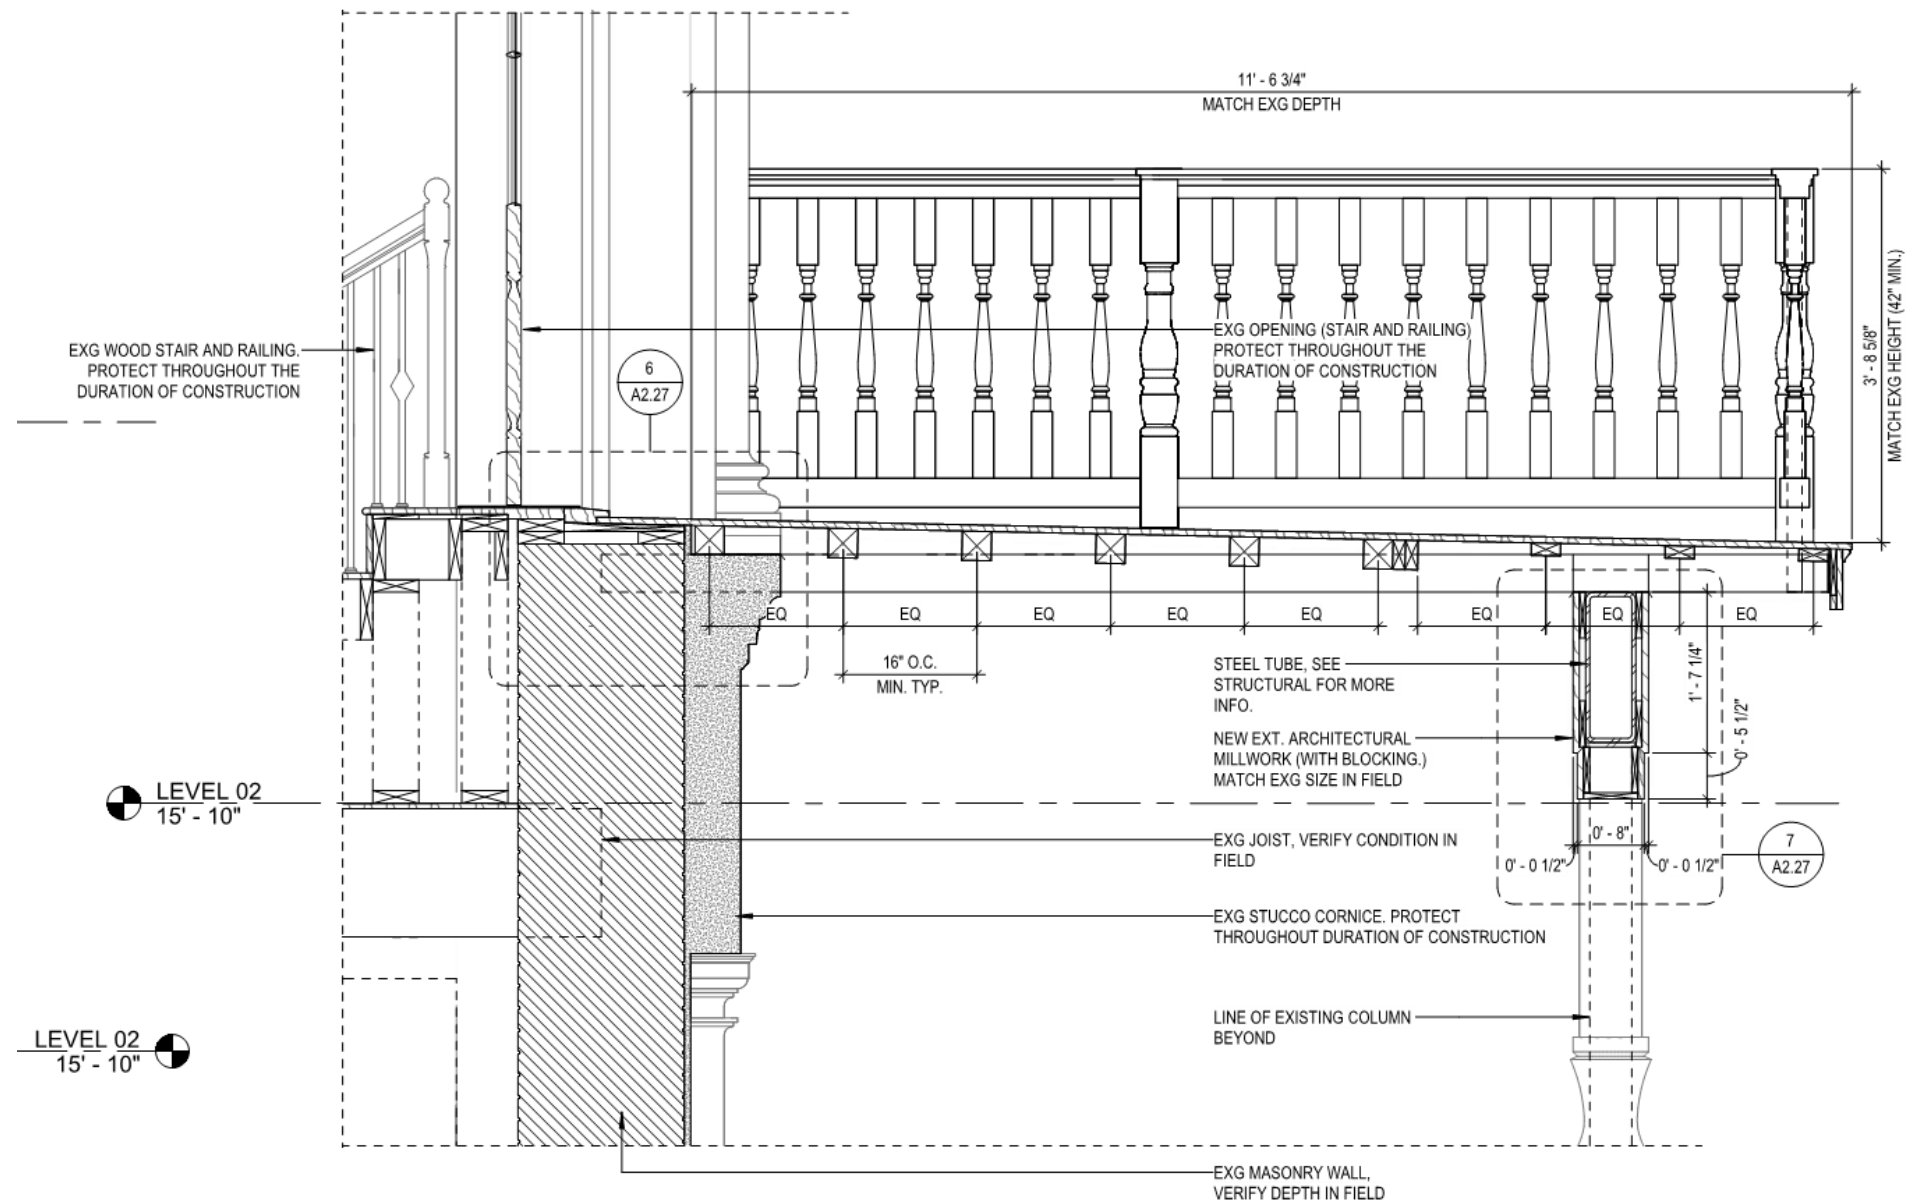 11' - 6 3/4"
MATCH EXG DEPTH
EXG WOOD STAIR AND RAILING.
PROTECT THROUGHOUT THE
DURATION OF CONSTRUCTION
6
A2.27
EXG OPENING (STAIR AND RAILING)
PROTECT THROUGHOUT THE
DURATION OF CONSTRUCTION
3' - 8 5/8"
MATCH EXG HEIGHT (42" MIN.)
EQ EQ EQ EQ EQ EQ EQ EQ
16" O.C.
MIN. TYP.
STEEL TUBE, SEE
STRUCTURAL FOR MORE
INFO.
1' - 7 1/4"
0' - 5 1/2"
NEW EXT. ARCHITECTURAL
MILLWORK (WITH BLOCKING.)
MATCH EXG SIZE IN FIELD
LEVEL 02
15' - 10"
0' - 8"
0' - 0 1/2" 0' - 0 1/2"
7
A2.27
EXG JOIST, VERIFY CONDITION IN
FIELD
EXG STUCCO CORNICE. PROTECT
THROUGHOUT DURATION OF CONSTRUCTION
LINE OF EXISTING COLUMN
BEYOND
LEVEL 02
15' - 10"
EXG MASONRY WALL,
VERIFY DEPTH IN FIELD